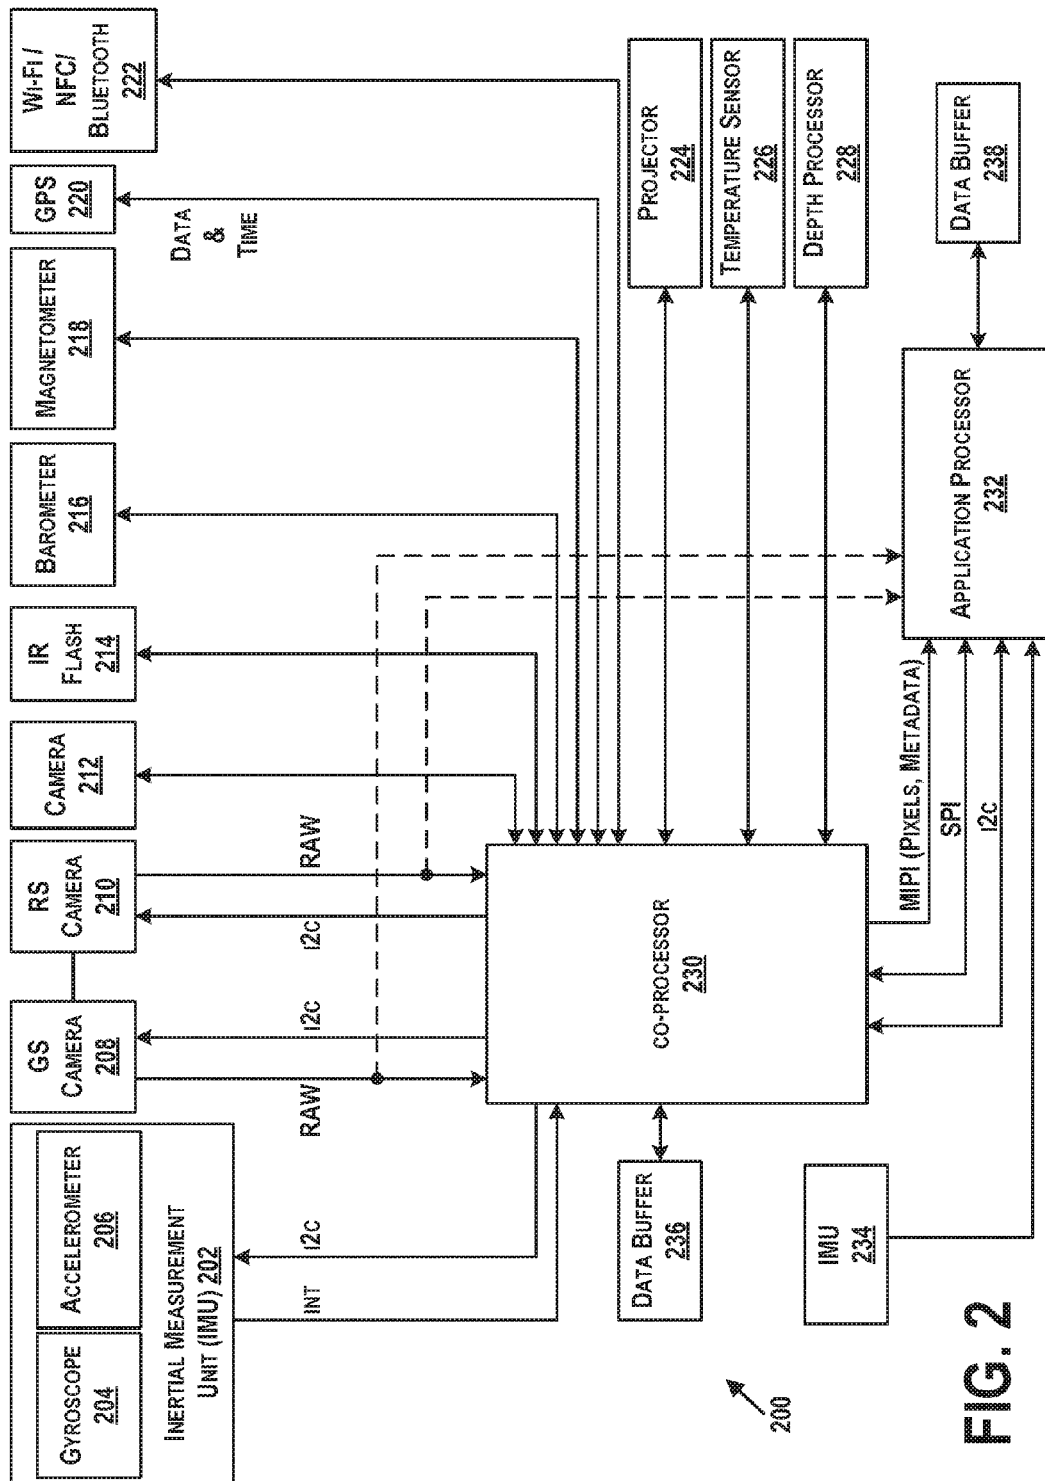 GYROSCOPE
204
ACCELEROMETER
206
INERTIAL MEASUREMENT
UNIT (IMU) 202
GS
CAMERA
208
RS
CAMERA
210
CAMERA
212
IR
FLASH
214
BAROMETER
216
MAGNETOMETER
218
GPS
220
WI-FI /
NFC/
BLUETOOTH
222
INT
I2C
RAW
I2C
I2C
RAW
DATA
&
TIME
DATA BUFFER
236
CO-PROCESSOR
230
PROJECTOR
224
TEMPERATURE SENSOR
226
DEPTH PROCESSOR
228
IMU
234
MIPI (PIXELS, METADATA)
SPI
I2C
APPLICATION PROCESSOR
232
DATA BUFFER
238
200
FIG. 2